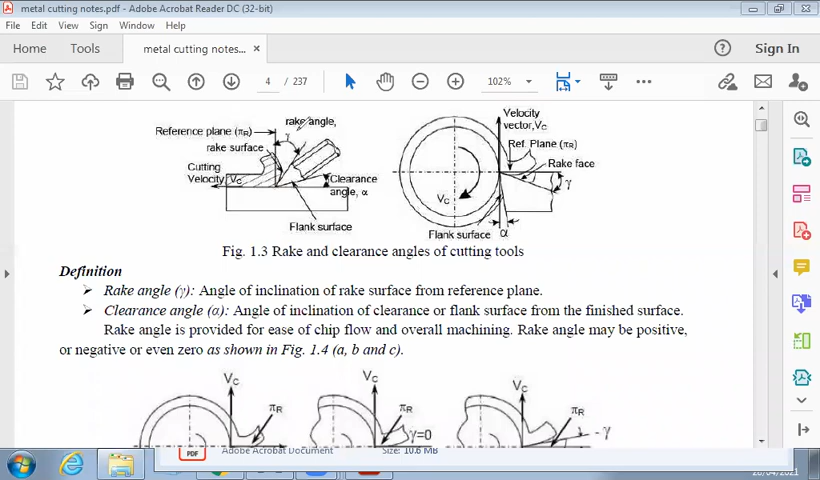 metal cutting notes.pdf - Adobe Acrobat Reader DC (32-bit)
File Edit View Sign Window Help
Home Tools metal cutting notes... × Sign In
4 / 237 102%
rake angle,
γ
Reference plane (πR)
rake surface
Cutting
Velocity, VC
Clearance
angle, α
Flank surface
Velocity
vector, VC
Ref. Plane (πR)
Rake face
γ
VC
Flank surface
α
Fig. 1.3 Rake and clearance angles of cutting tools
Definition
➢ Rake angle (γ): Angle of inclination of rake surface from reference plane.
➢ Clearance angle (α): Angle of inclination of clearance or flank surface from the finished surface.
Rake angle is provided for ease of chip flow and overall machining. Rake angle may be positive,
or negative or even zero as shown in Fig. 1.4 (a, b and c).
VC VC VC
πR πR πR
γ=0 - γ
PDF Adobe Acrobat Document Size: 10.6 MB
28/04/2021